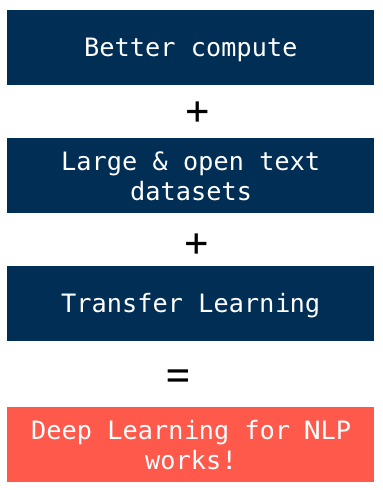 Better compute
+
Large & open text
datasets
+
Transfer Learning
=
Deep Learning for NLP
works!